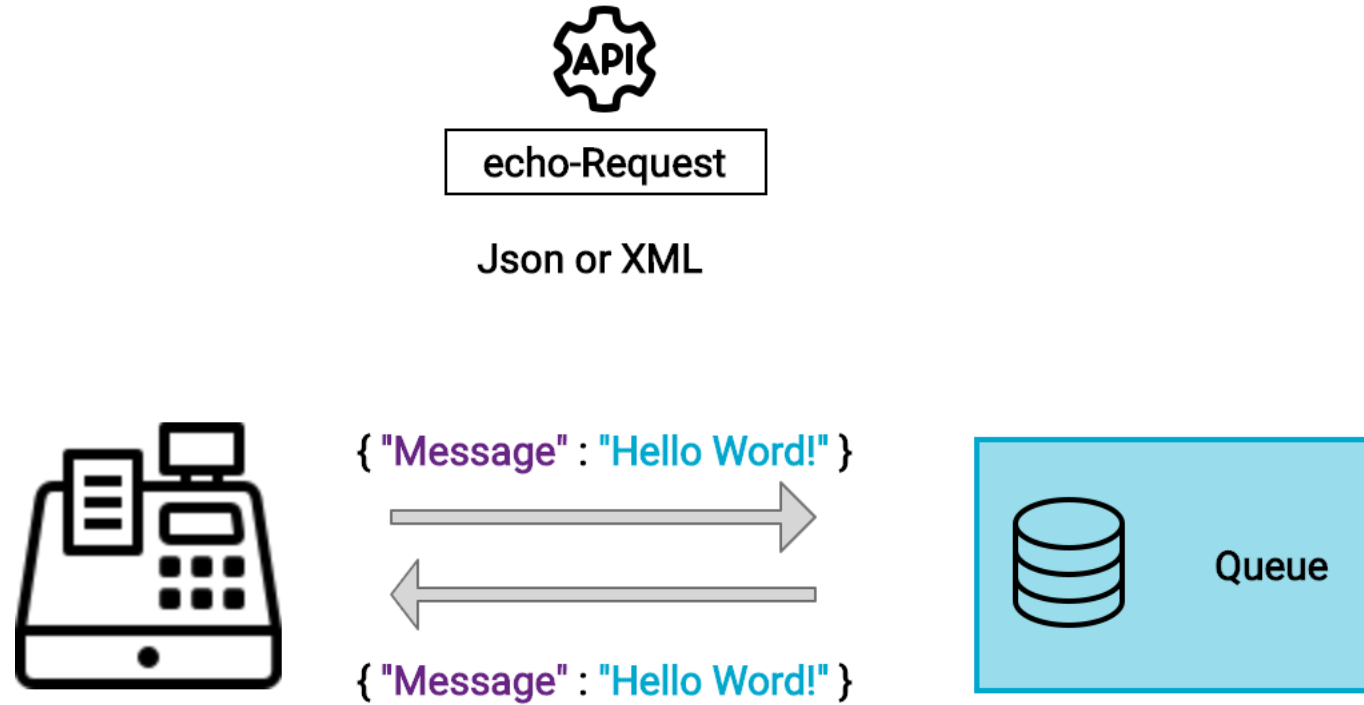 API
echo-Request
Json or XML
{ "Message" : "Hello Word!" }
Queue
{ "Message" : "Hello Word!" }